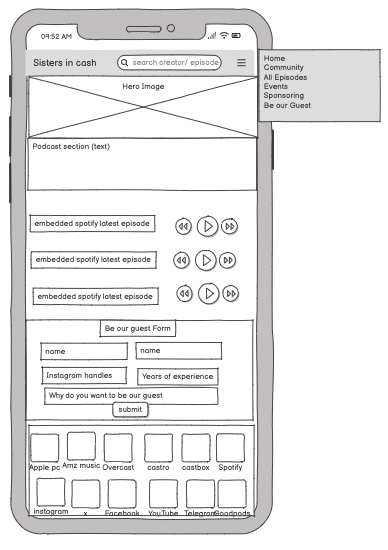 09:52 AM
Sisters in cash
search creator/ episode
Home
Community
All Episodes
Events
Sponsoring
Be our Guest
Hero Image
Podcast section (text)
embedded spotify latest episode
embedded spotify latest episode
embedded spotify latest episode
Be our guest Form
name name
Instagram handles Years of experience
Why do you want to be our guest
submit
Apple pc Amz music Overcast castro castbox Spotify
instagram x Facebook YouTube Telegram Goodpods